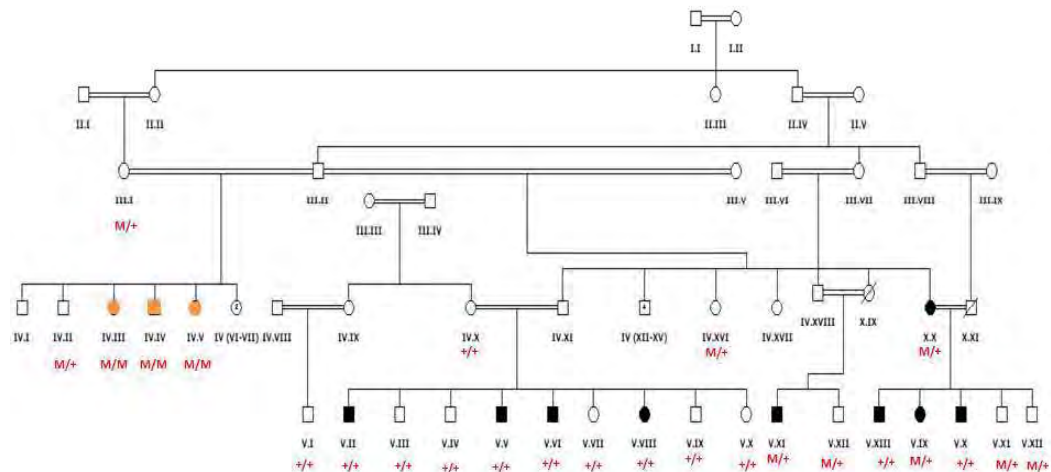 I.I I.II
II.I II.II II.III II.IV II.V
III.I III.II III.V III.VI III.VII III.VIII III.IX
M/+ III.III III.IV
IV.I IV.II IV.III IV.IV IV.V IV (VI-VII) IV.VIII IV.IX IV.X IV.XI IV (XII-XV) IV.XVI IV.XVII IV.XVIII X.IX X.X X.XI
M/+ M/M M/M M/M +/+ M/+ M/+
V.I V.II V.III V.IV V.V V.VI V.VII V.VIII V.IX V.X V.XI V.XII V.XIII V.IX V.X V.XI V.XII
+/+ +/+ +/+ +/+ +/+ +/+ +/+ +/+ +/+ +/+ M/+ M/+ +/+ M/+ +/+ M/+ M/+